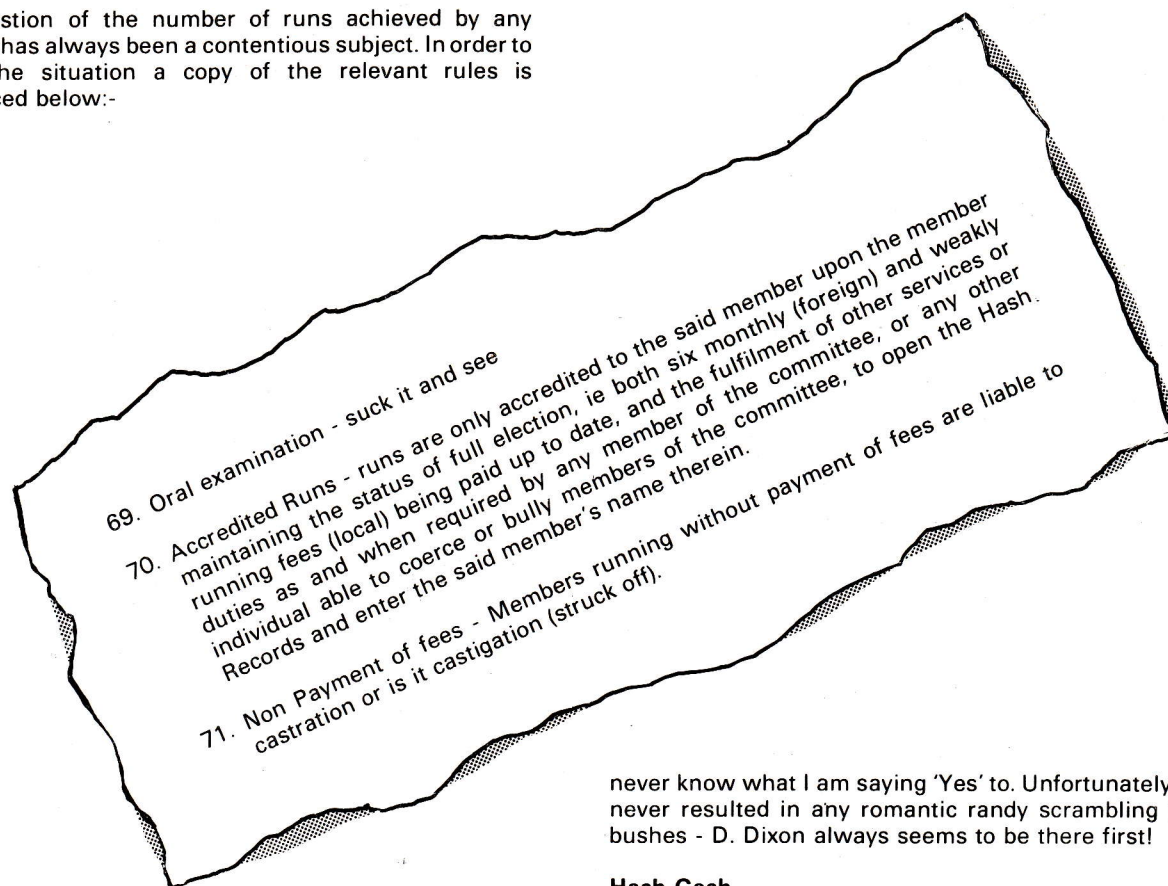 stion of the number of runs achieved by any
has always been a contentious subject. In order to
he situation a copy of the relevant rules is
ced below:-
69. Oral examination - suck it and see
70. Accredited Runs - runs are only accredited to the said member upon the member
maintaining the status of full election, ie both six monthly (foreign) and weakly
running fees (local) being paid up to date, and the fulfilment of other services or
duties as and when required by any member of the committee, or any other
individual able to coerce or bully members of the committee, to open the Hash
Records and enter the said member's name therein.
71. Non Payment of fees - Members running without payment of fees are liable to
castration or is it castigation (struck off).
never know what I am saying 'Yes' to. Unfortunately
never resulted in any romantic randy scrambling
bushes - D. Dixon always seems to be there first!
Hash Cash